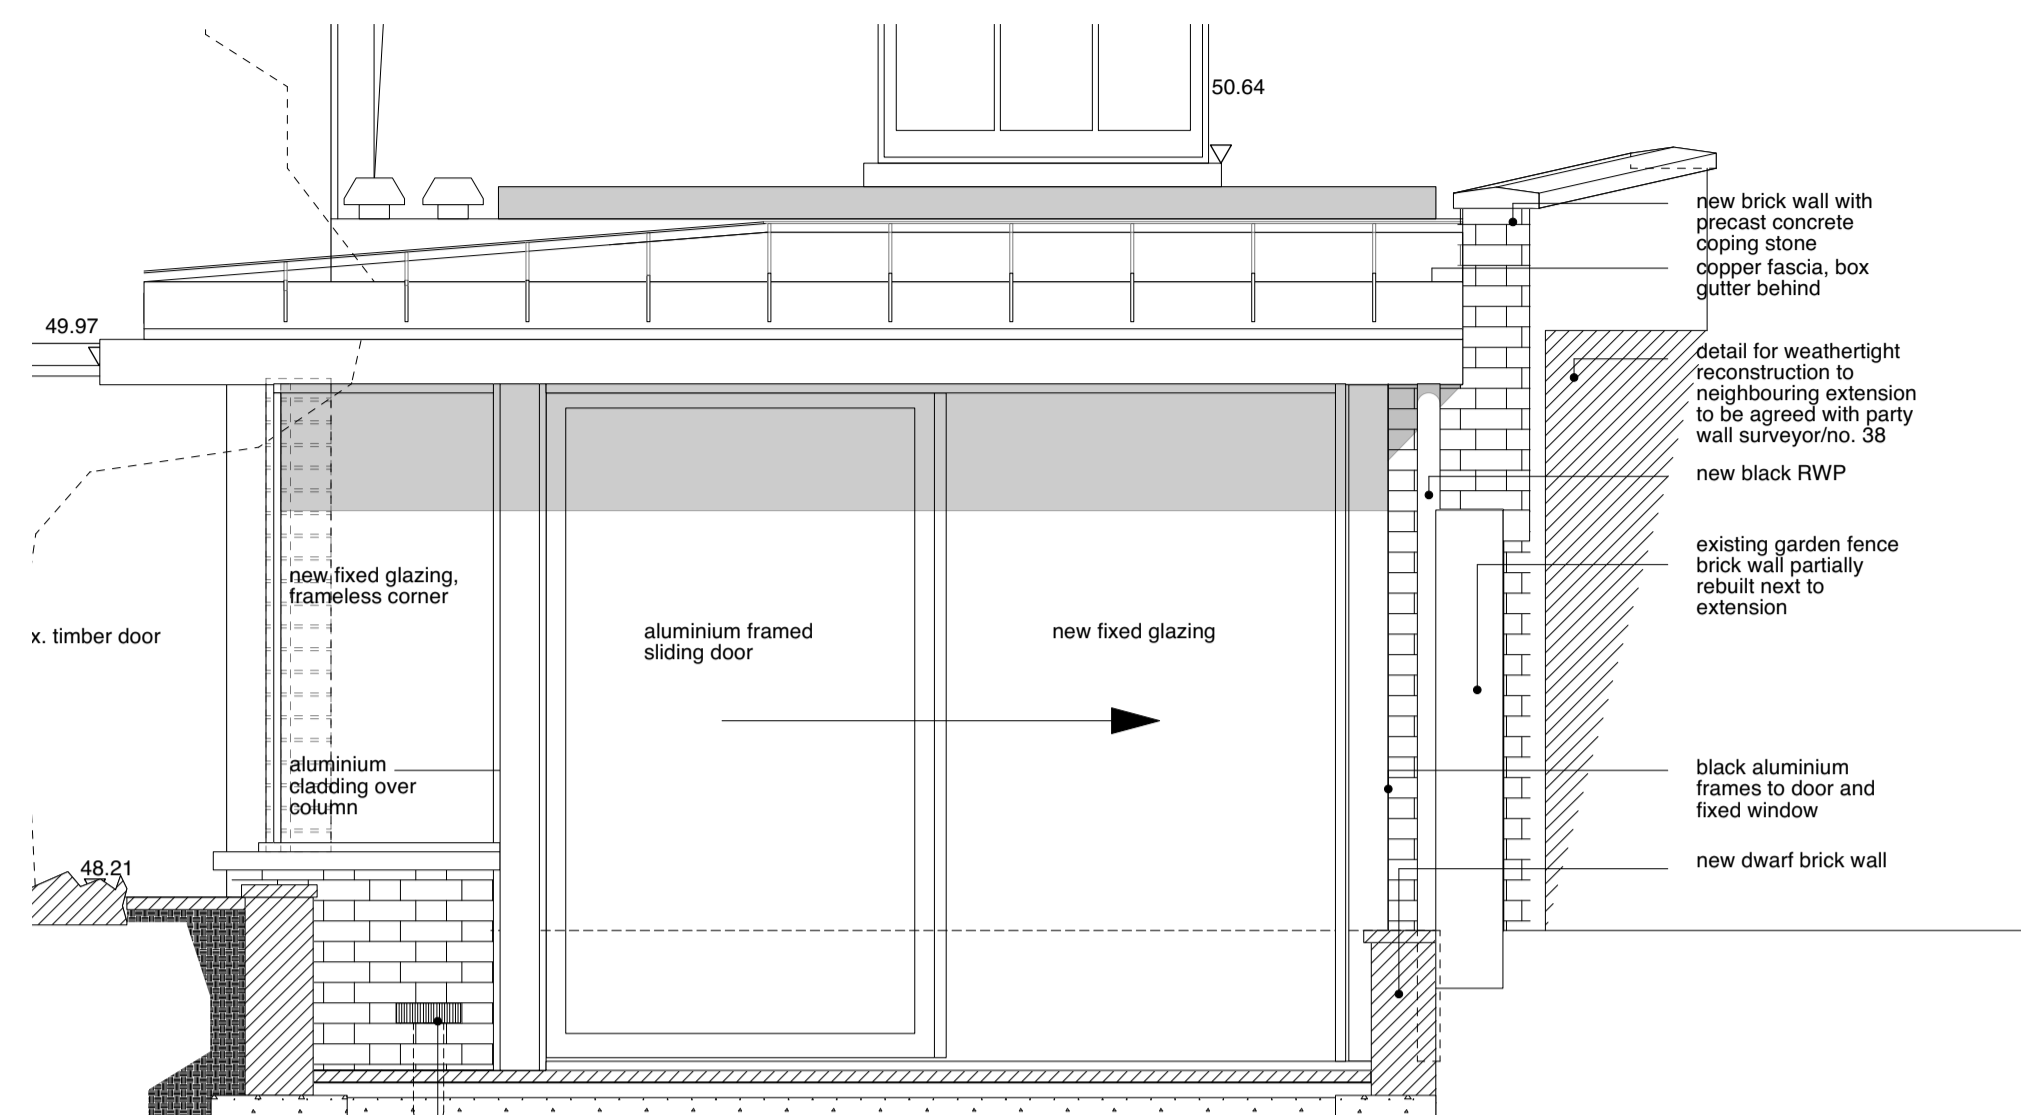 50.64
new brick wall with
precast concrete
coping stone
copper fascia, box
gutter behind
49.97
detail for weathertight
reconstruction to
neighbouring extension
to be agreed with party
wall surveyor/no. 38
new black RWP
existing garden fence
brick wall partially
rebuilt next to
extension
new fixed glazing,
frameless corner
x. timber door
aluminium framed
sliding door
new fixed glazing
aluminium
cladding over
column
black aluminium
frames to door and
fixed window
48.21
new dwarf brick wall